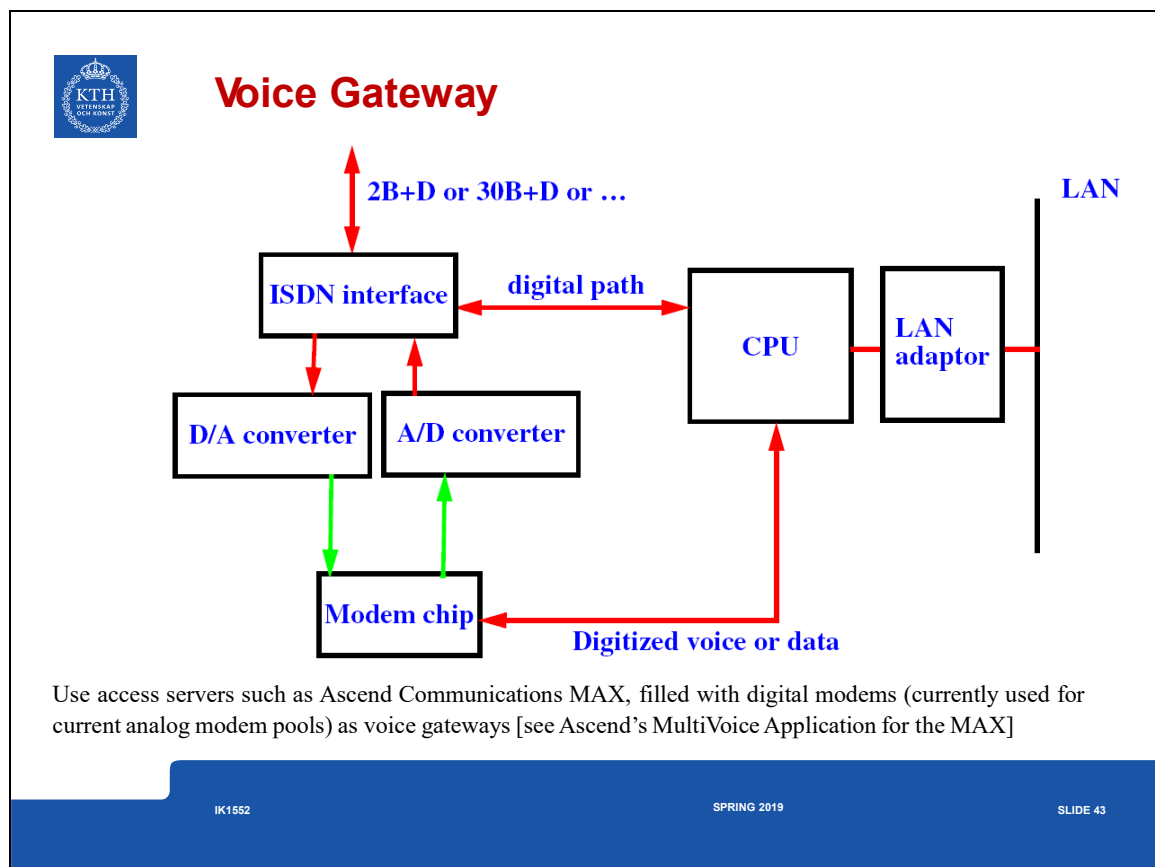 KTH
VETENSKAP
OCH KONST
Voice Gateway
2B+D or 30B+D or …
LAN
ISDN interface
digital path
CPU
LAN
adaptor
D/A converter
A/D converter
Modem chip
Digitized voice or data
Use access servers such as Ascend Communications MAX, filled with digital modems (currently used for
current analog modem pools) as voice gateways [see Ascend’s MultiVoice Application for the MAX]
IK1552
SPRING 2019
SLIDE 43